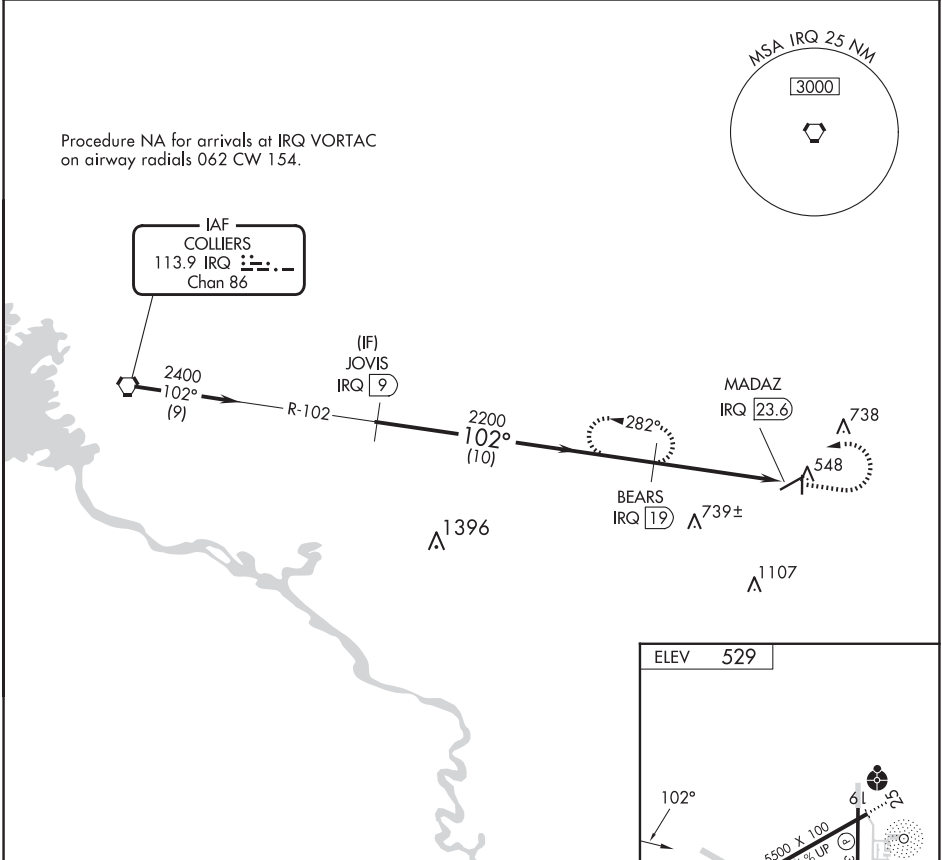 MSA IRQ 25 NM
3000
Procedure NA for arrivals at IRQ VORTAC
on airway radials 062 CW 154.
IAF
COLLIERS
113.9 IRQ
Chan 86
2400
102°
(9)
R-102
(IF)
JOVIS
IRQ 9
2200
102°
(10)
282°
BEARS
IRQ 19
MADAZ
IRQ 23.6
738
548
739±
1396
1107
ELEV 529
102°
19
25
5500 X 100
% UP
P